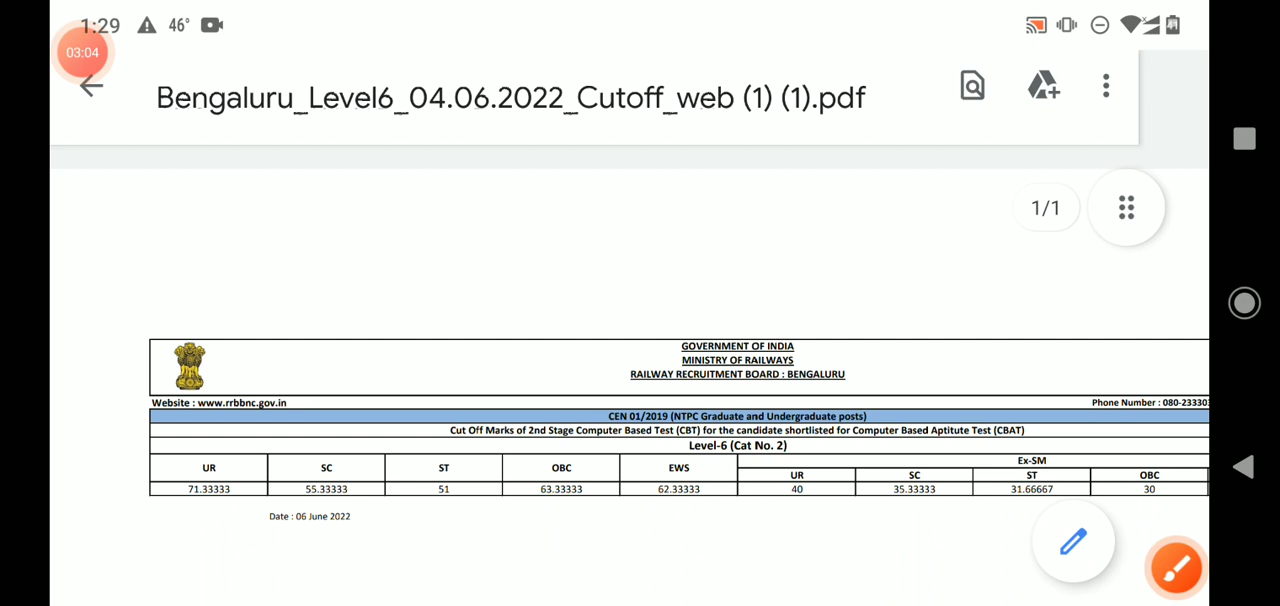 1:29 46°
03:04
Bengaluru_Level6_04.06.2022_Cutoff_web (1) (1).pdf
1/1
GOVERNMENT OF INDIA
MINISTRY OF RAILWAYS
RAILWAY RECRUITMENT BOARD : BENGALURU
Website : www.rrbbnc.gov.in Phone Number : 080-23330
CEN 01/2019 (NTPC Graduate and Undergraduate posts)
Cut Off Marks of 2nd Stage Computer Based Test (CBT) for the candidate shortlisted for Computer Based Aptitute Test (CBAT)
Level-6 (Cat No. 2)
UR SC ST OBC EWS Ex-SM
UR SC ST OBC
71.33333 55.33333 51 63.33333 62.33333 40 35.33333 31.66667 30
Date : 06 June 2022